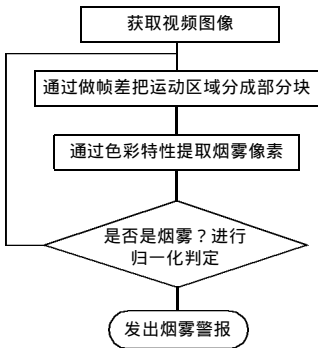 获取视频图像
通过做帧差把运动区域分成部分块
通过色彩特性提取烟雾像素
是否是烟雾？进行
归一化判定
发出烟雾警报